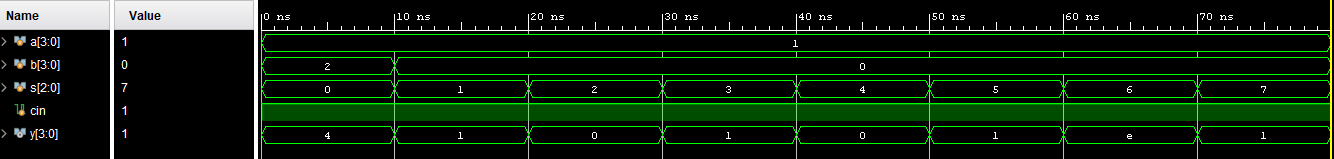 Name Value 0 ns 10 ns 20 ns 30 ns 40 ns 50 ns 60 ns 70 ns
a[3:0] 1 1
b[3:0] 0 2 0
s[2:0] 7 0 1 2 3 4 5 6 7
cin 1
y[3:0] 1 4 1 0 1 0 1 e 1